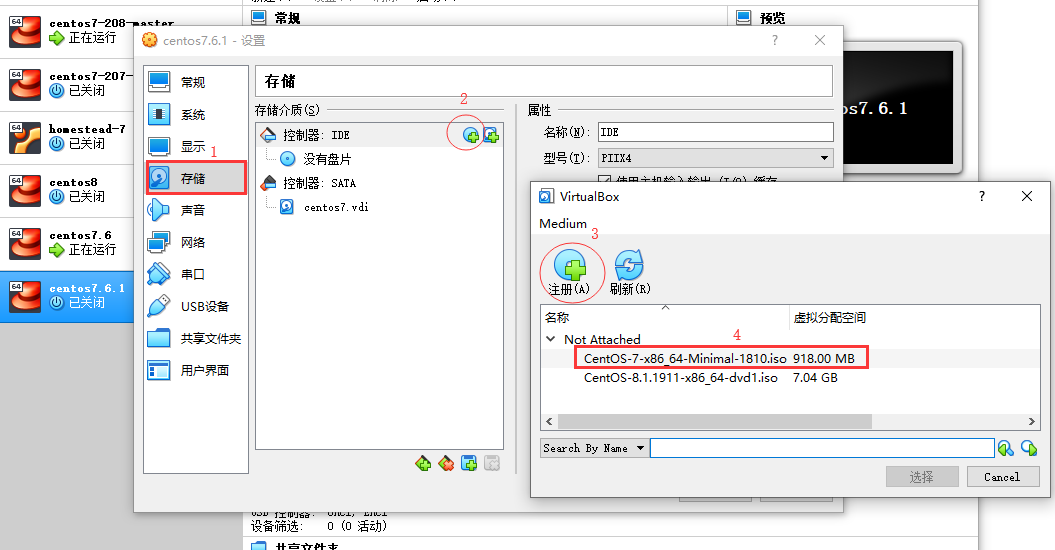 常规
预览
64
centos7-208-master
正在运行
64
centos7-207-
已关闭
64
homestead-7
已关闭
64
centos8
已关闭
64
centos7.6
正在运行
64
centos7.6.1
已关闭
centos7.6.1 - 设置
?
常规
系统
显示
1
存储
声音
网络
串口
USB设备
共享文件夹
用户界面
存储
存储介质(S)
2
控制器: IDE
没有盘片
控制器: SATA
centos7.vdi
属性
名称(N): IDE
型号(T): PIIX4
使用主机输入输出 (I/O) 缓存
os7.6.1
VirtualBox
?
Medium
3
注册(A)
刷新(R)
名称
虚拟分配空间
Not Attached
4
CentOS-7-x86_64-Minimal-1810.iso 918.00 MB
CentOS-8.1.1911-x86_64-dvd1.iso 7.04 GB
Search By Name
选择
Cancel
USB 控制器: OHCI, EHCI
设备筛选: 0 (0 活动)
共享文件夹